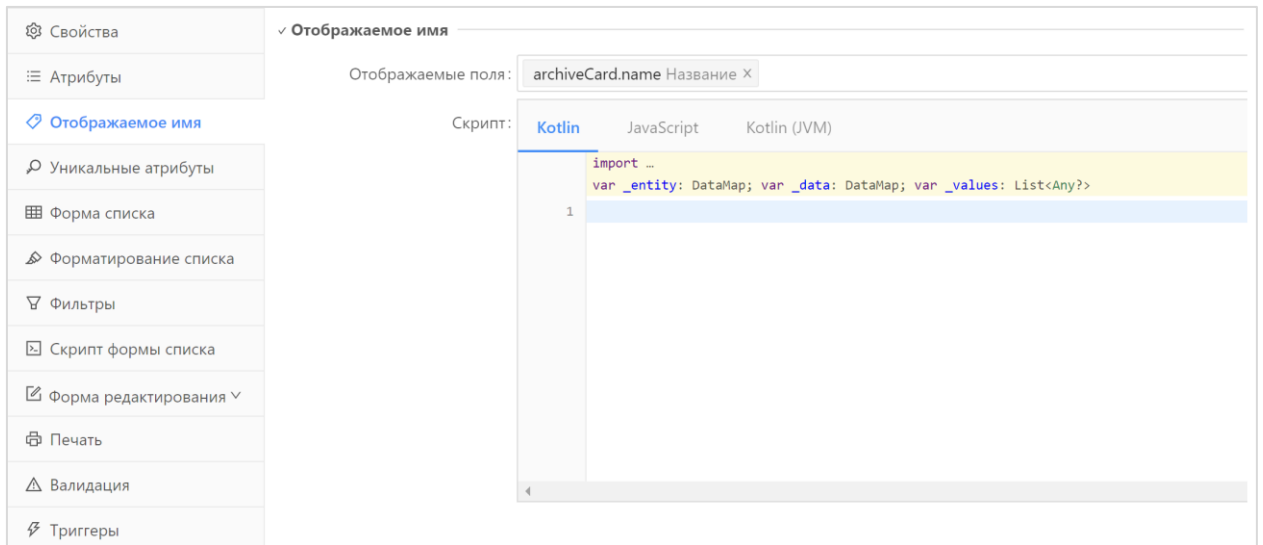 Свойства
Атрибуты
Отображаемое имя
Уникальные атрибуты
Форма списка
Форматирование списка
Фильтры
Скрипт формы списка
Форма редактирования
Печать
Валидация
Триггеры
Отображаемое имя
Отображаемые поля: archiveCard.name Название ×
Скрипт: Kotlin JavaScript Kotlin (JVM)
import …
var _entity: DataMap; var _data: DataMap; var _values: List<Any?>
1